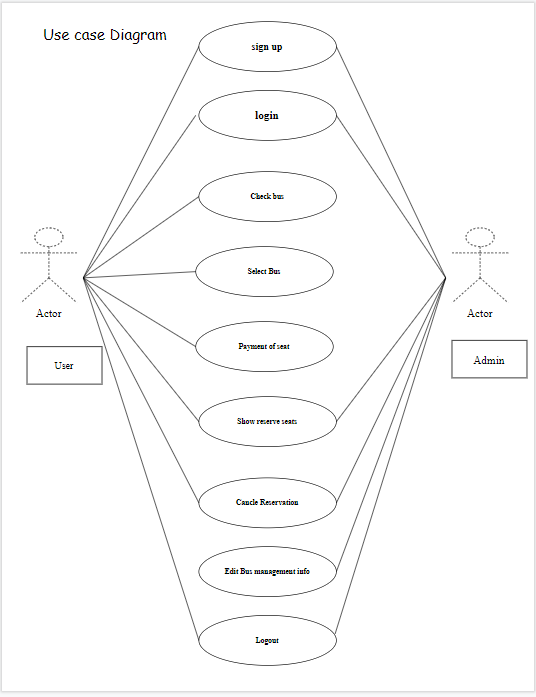 Use case Diagram
sign up
login
Check bus
Select Bus
Payment of seat
Show reserve seats
Cancle Reservation
Edit Bus management info
Logout
Actor
User
Actor
Admin